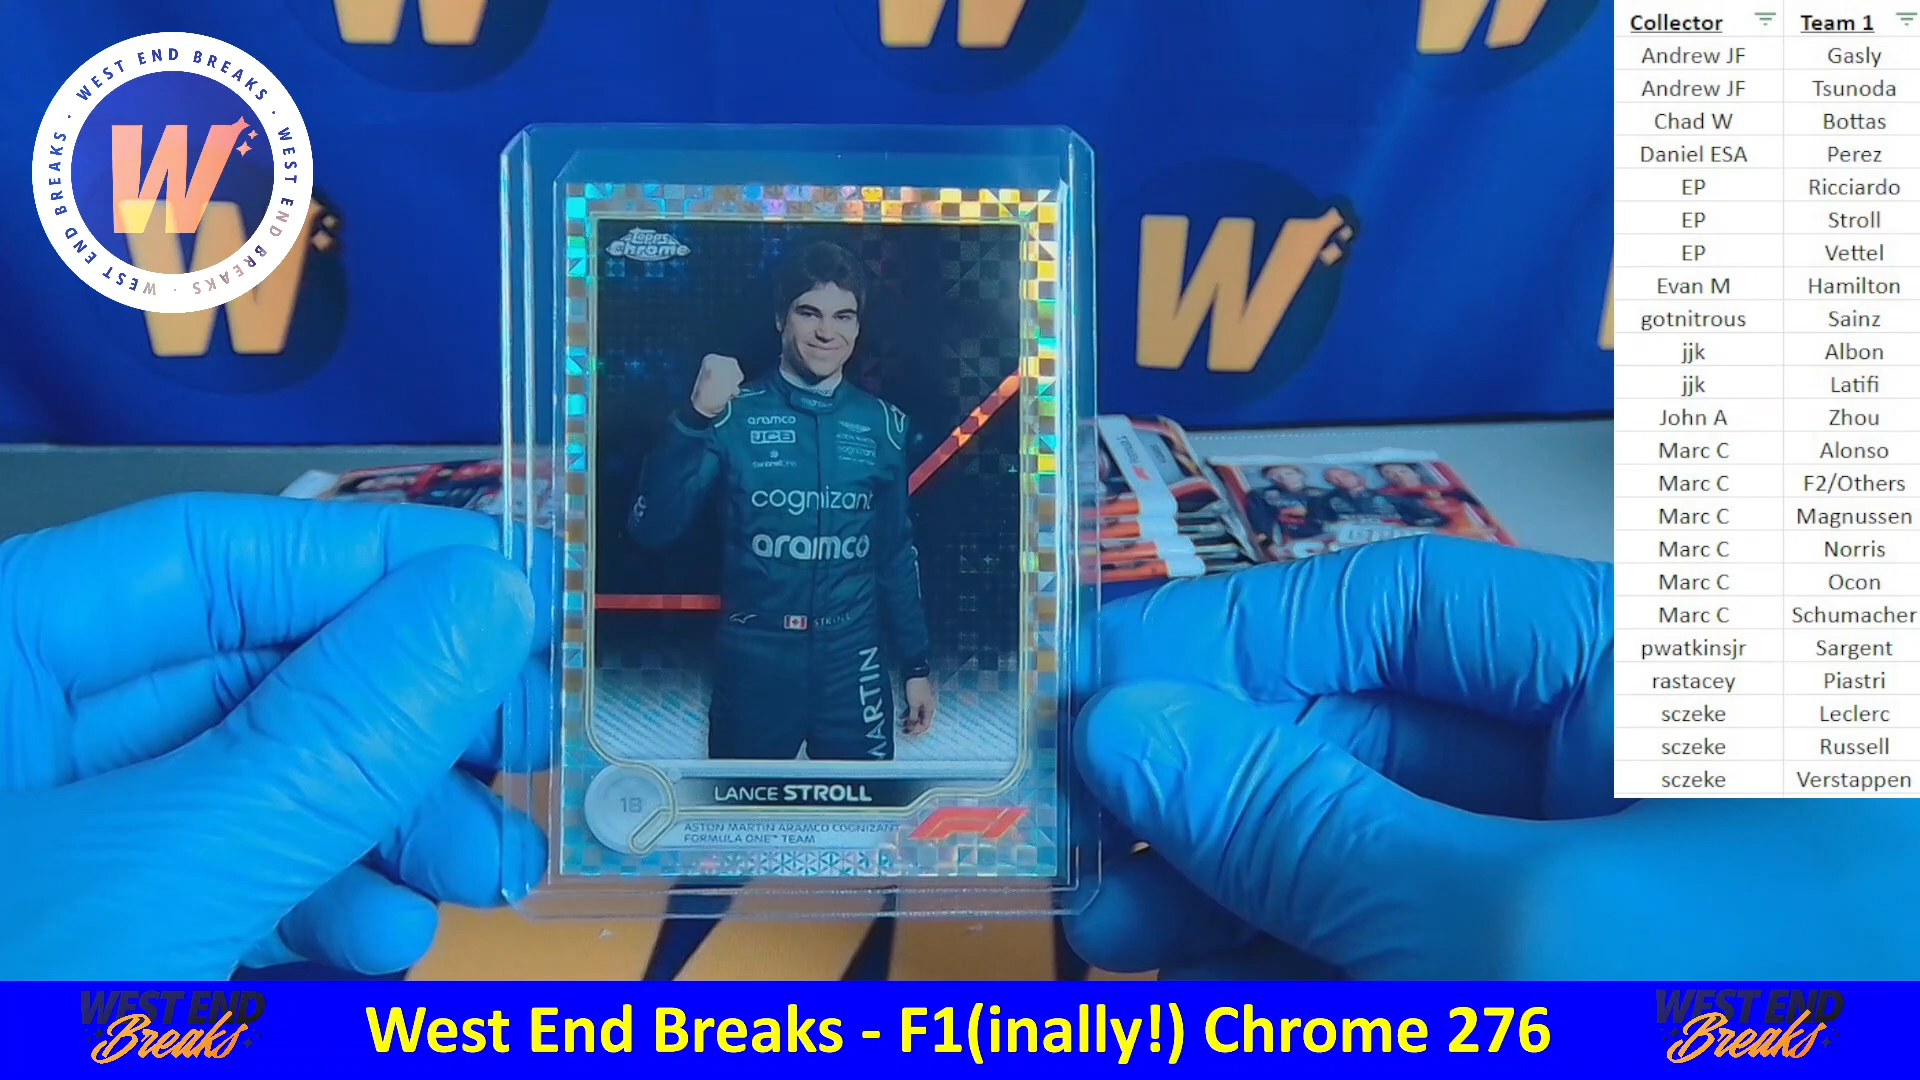 WEST END BREAKS · WEST END BREAKS · WEST END BREAKS ·
W
Topps
Chrome
aramco
JCB
cognizant
aramco
STROLL
MARTIN
18
LANCE STROLL
ASTON MARTIN ARAMCO COGNIZANT
FORMULA ONE™ TEAM
F1
W
W
Collector Team 1
Andrew JF Gasly
Andrew JF Tsunoda
Chad W Bottas
Daniel ESA Perez
EP Ricciardo
EP Stroll
EP Vettel
Evan M Hamilton
gotnitrous Sainz
jjk Albon
jjk Latifi
John A Zhou
Marc C Alonso
Marc C F2/Others
Marc C Magnussen
Marc C Norris
Marc C Ocon
Marc C Schumacher
pwatkinsjr Sargent
rastacey Piastri
sczeke Leclerc
sczeke Russell
sczeke Verstappen
WEST END
Breaks
West End Breaks - F1(inally!) Chrome 276
WEST END
Breaks